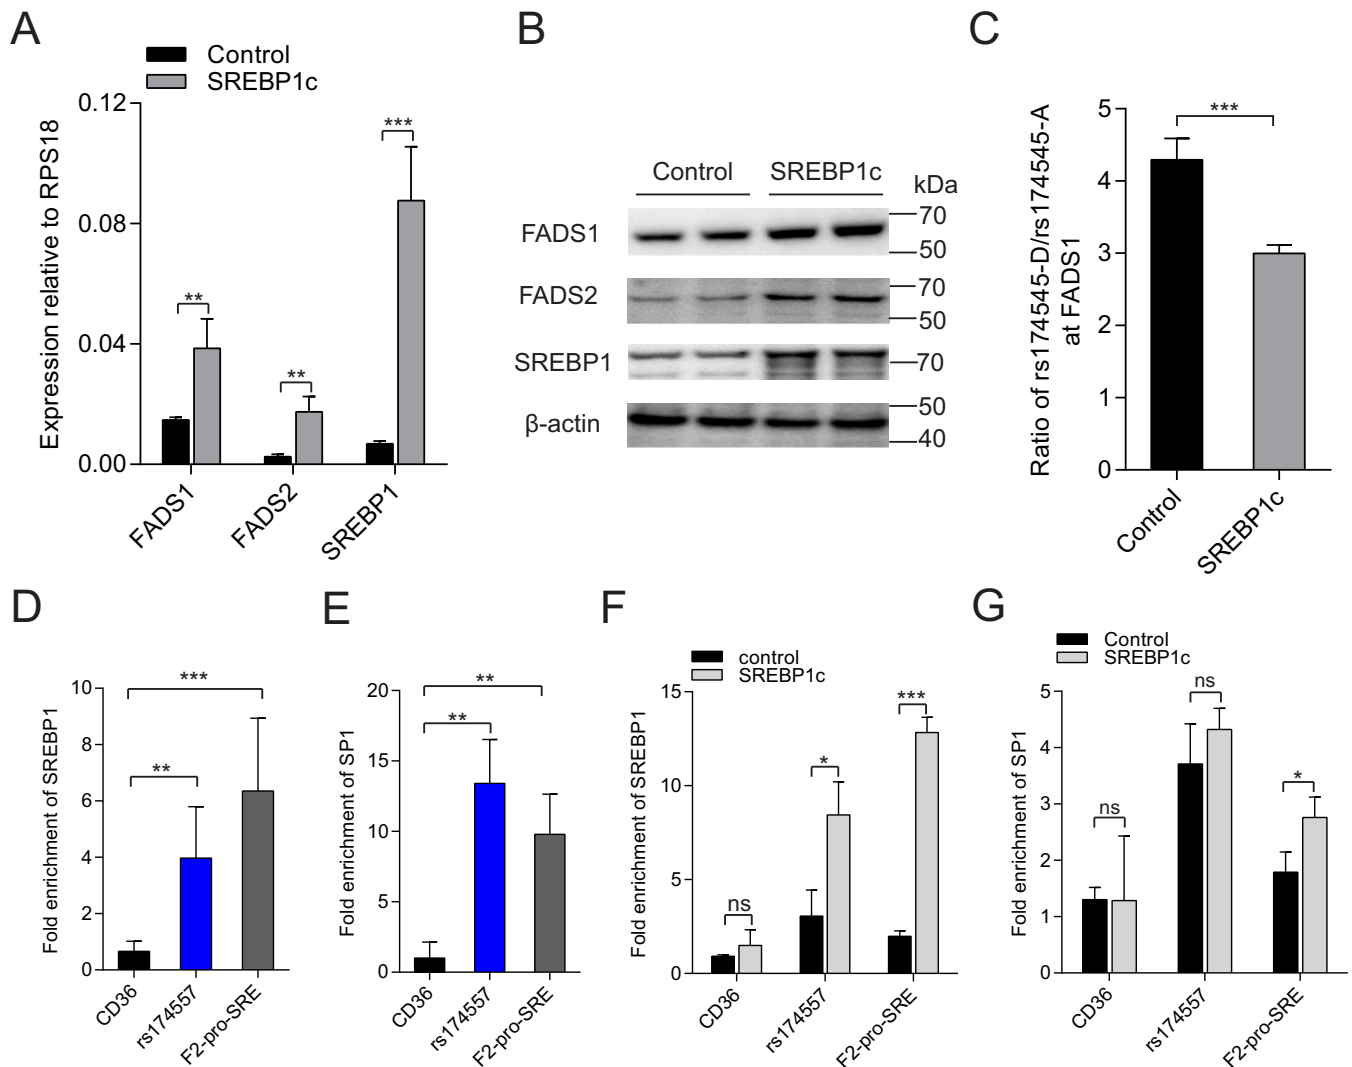 A
Control
SREBP1c
Expression relative to RPS18
0.12
0.08
0.04
0.00
**
**
***
FADS1
FADS2
SREBP1
B
Control
SREBP1c
kDa
FADS1
70
50
FADS2
70
50
SREBP1
70
β-actin
50
40
C
Ratio of rs174545-D/rs174545-A
at FADS1
5
4
3
2
1
0
***
Control
SREBP1c
D
Fold enrichment of SREBP1
10
8
6
4
2
0
***
**
CD36
rs174557
F2-pro-SRE
E
Fold enrichment of SP1
20
15
10
5
0
**
**
CD36
rs174557
F2-pro-SRE
F
control
SREBP1c
Fold enrichment of SREBP1
15
10
5
0
ns
*
***
CD36
rs174557
F2-pro-SRE
G
Control
SREBP1c
Fold enrichment of SP1
5
4
3
2
1
0
ns
ns
*
CD36
rs174557
F2-pro-SRE